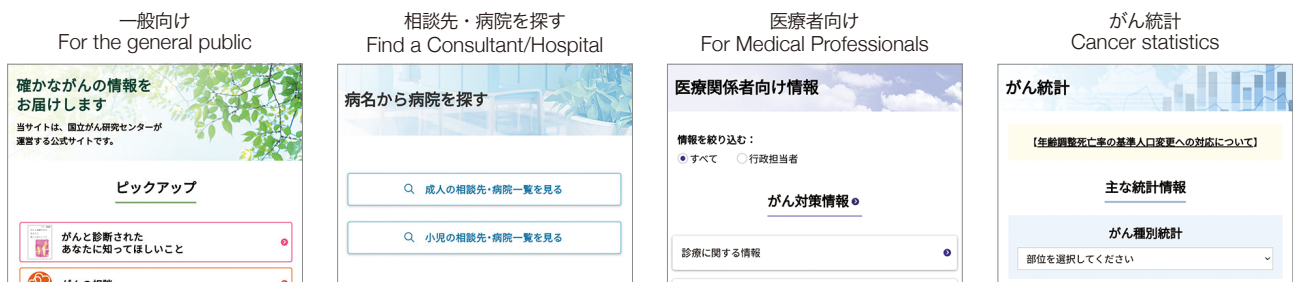 一般向け
For the general public
確かながんの情報を
お届けします
当サイトは、国立がん研究センターが
運営する公式サイトです。
ピックアップ
がんと診断された
あなたに知ってほしいこと
相談先・病院を探す
Find a Consultant/Hospital
病名から病院を探す
成人の相談先・病院一覧を見る
小児の相談先・病院一覧を見る
医療者向け
For Medical Professionals
医療関係者向け情報
情報を絞り込む：
すべて 行政担当者
がん対策情報
診療に関する情報
がん統計
Cancer statistics
がん統計
【年齢調整死亡率の基準人口変更への対応について】
主な統計情報
がん種別統計
部位を選択してください